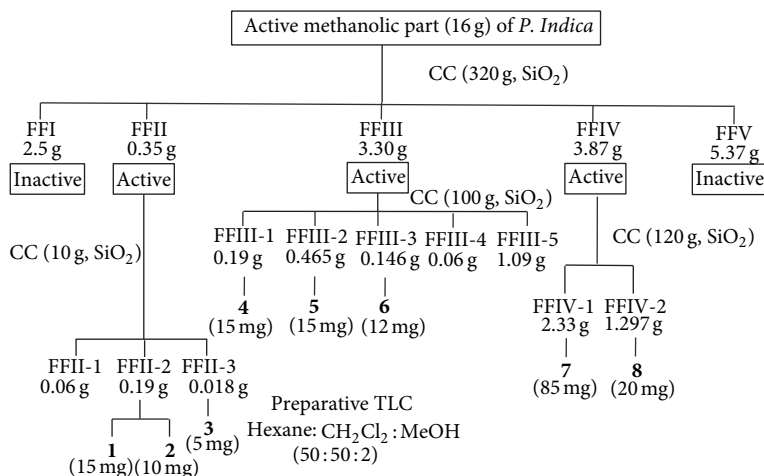 Active methanolic part (16 g) of P. Indica
CC (320 g, SiO₂)
FFI FFII FFIII FFIV FFV
2.5 g 0.35 g 3.30 g 3.87 g 5.37 g
Inactive Active Active Active Inactive
CC (100 g, SiO₂)
FFIII-1 FFIII-2 FFIII-3 FFIII-4 FFIII-5
0.19 g 0.465 g 0.146 g 0.06 g 1.09 g
CC (10 g, SiO₂) CC (120 g, SiO₂)
4 5 6
(15 mg) (15 mg) (12 mg)
FFIV-1 FFIV-2
2.33 g 1.297 g
FFII-1 FFII-2 FFII-3
0.06 g 0.19 g 0.018 g
7 8
(85 mg) (20 mg)
Preparative TLC
Hexane: CH₂Cl₂ : MeOH
(50 : 50 : 2)
3
(5 mg)
1 2
(15 mg) (10 mg)